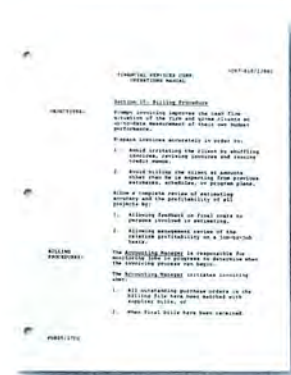 FINANCIAL SERVICES CORP.
OPERATIONS MANUAL
Section IV: Billing Procedure
OBJECTIVES:
Prompt invoicing improves the cash flow
situation of the firm and gives clients an
up-to-date measurement of their own budget
performance.
Prepare invoices accurately in order to:
1. Avoid irritating the client by shuffling
invoices, revising invoices and issuing
credit memos.
2. Avoid billing the client an amount
other than he is expecting from previous
estimates, schedules, or program plans.
Allow a complete review of estimating
accuracy and the profitability of all
projects by:
1. Allowing feedback on final costs to
persons involved in estimating.
2. Allowing management review of the
relative profitability on a job-by-job
basis.
BILLING
PROCEDURES:
The Accounting Manager is responsible for
monitoring jobs in progress to determine when
the invoicing process can begin.
The Accounting Manager initiates invoicing
when:
1. All outstanding purchase orders in the
billing file have been matched with
supplier bills, or
2. When final bills have been received.